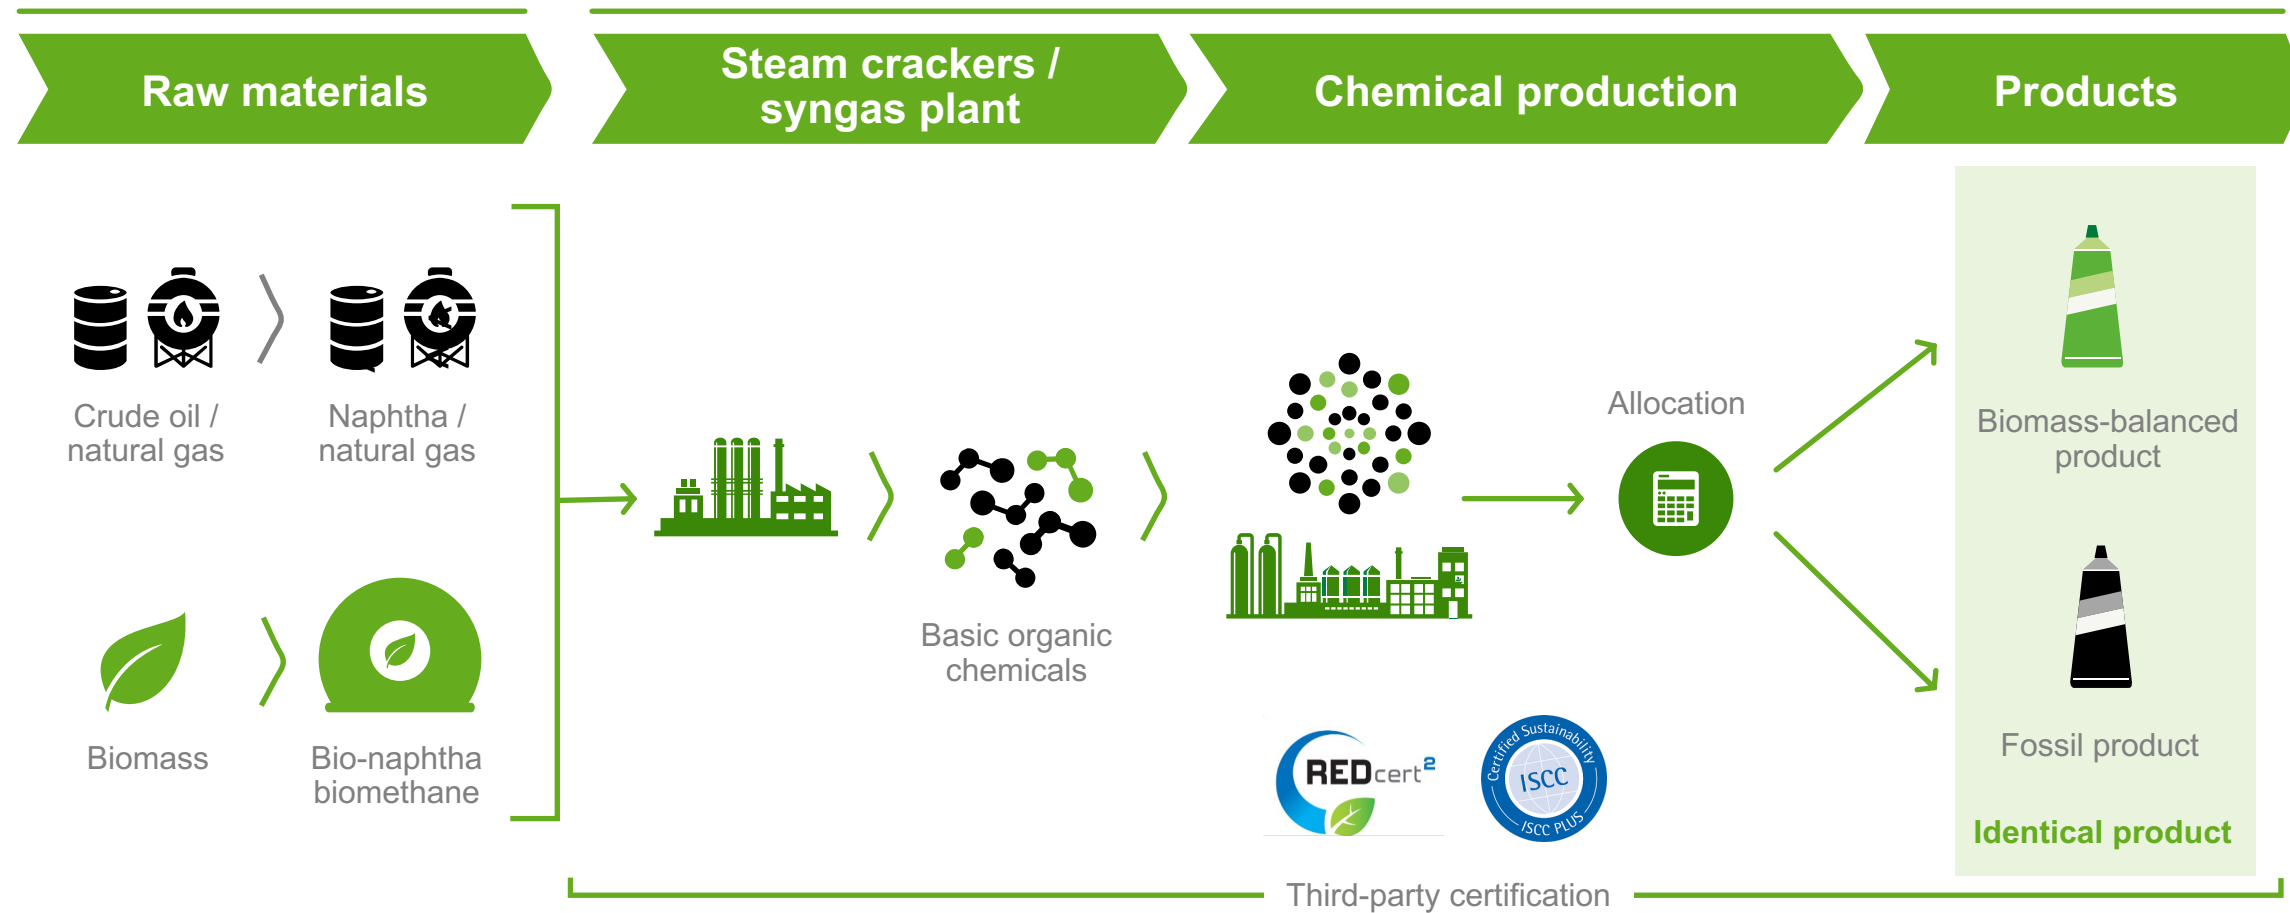 Raw materials
Steam crackers /
syngas plant
Chemical production
Products
Crude oil /
natural gas
Naphtha /
natural gas
Biomass
Bio-naphtha
biomethane
Basic organic
chemicals
Allocation
Biomass-balanced
product
Fossil product
Identical product
REDcert²
Certified Sustainability
ISCC
ISCC PLUS
Third-party certification